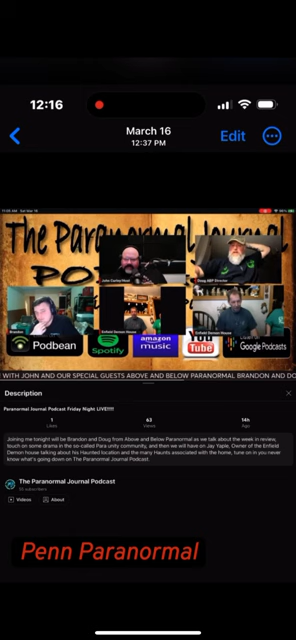 12:16
March 16
12:37 PM
Edit
The Paranormal Journal
John Carley/Host
Doug ABP Director
Brandon
Enfield Demon House
Enfield Demon House
Podbean
Spotify
amazon music
You Tube
Google Podcasts
WITH JOHN AND OUR SPECIAL GUESTS ABOVE AND BELOW PARANORMAL BRANDON AND DO
Description
Paranormal Journal Podcast Friday Night LIVE!!!!!
1
63
14h
Likes
Views
Ago
Joining me tonight will be Brandon and Doug from Above and Below Paranormal as we talk about the week in review,
touch on some drama in the so-called Para unity community, and then we will have on Jay Yaple, Owner of the Enfield
Demon house talking about his Haunted location and the many Haunts associated with the home, tune on in you never
know what's going down on The Paranormal Journal Podcast.
The Paranormal Journal Podcast
Videos
About
Penn Paranormal